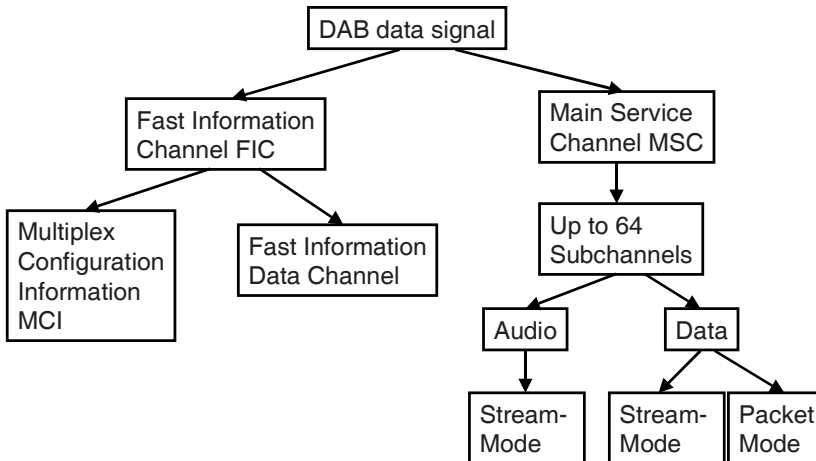 DAB data signal
Fast Information
Channel FIC
Main Service
Channel MSC
Multiplex
Configuration
Information
MCI
Fast Information
Data Channel
Up to 64
Subchannels
Audio
Data
Stream-
Mode
Stream-
Mode
Packet
Mode